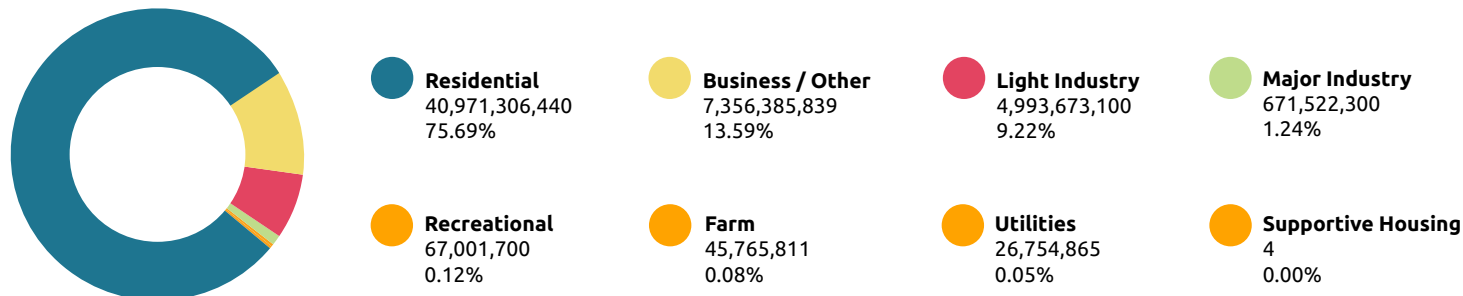 Residential
40,971,306,440
75.69%
Business / Other
7,356,385,839
13.59%
Light Industry
4,993,673,100
9.22%
Major Industry
671,522,300
1.24%
Recreational
67,001,700
0.12%
Farm
45,765,811
0.08%
Utilities
26,754,865
0.05%
Supportive Housing
4
0.00%